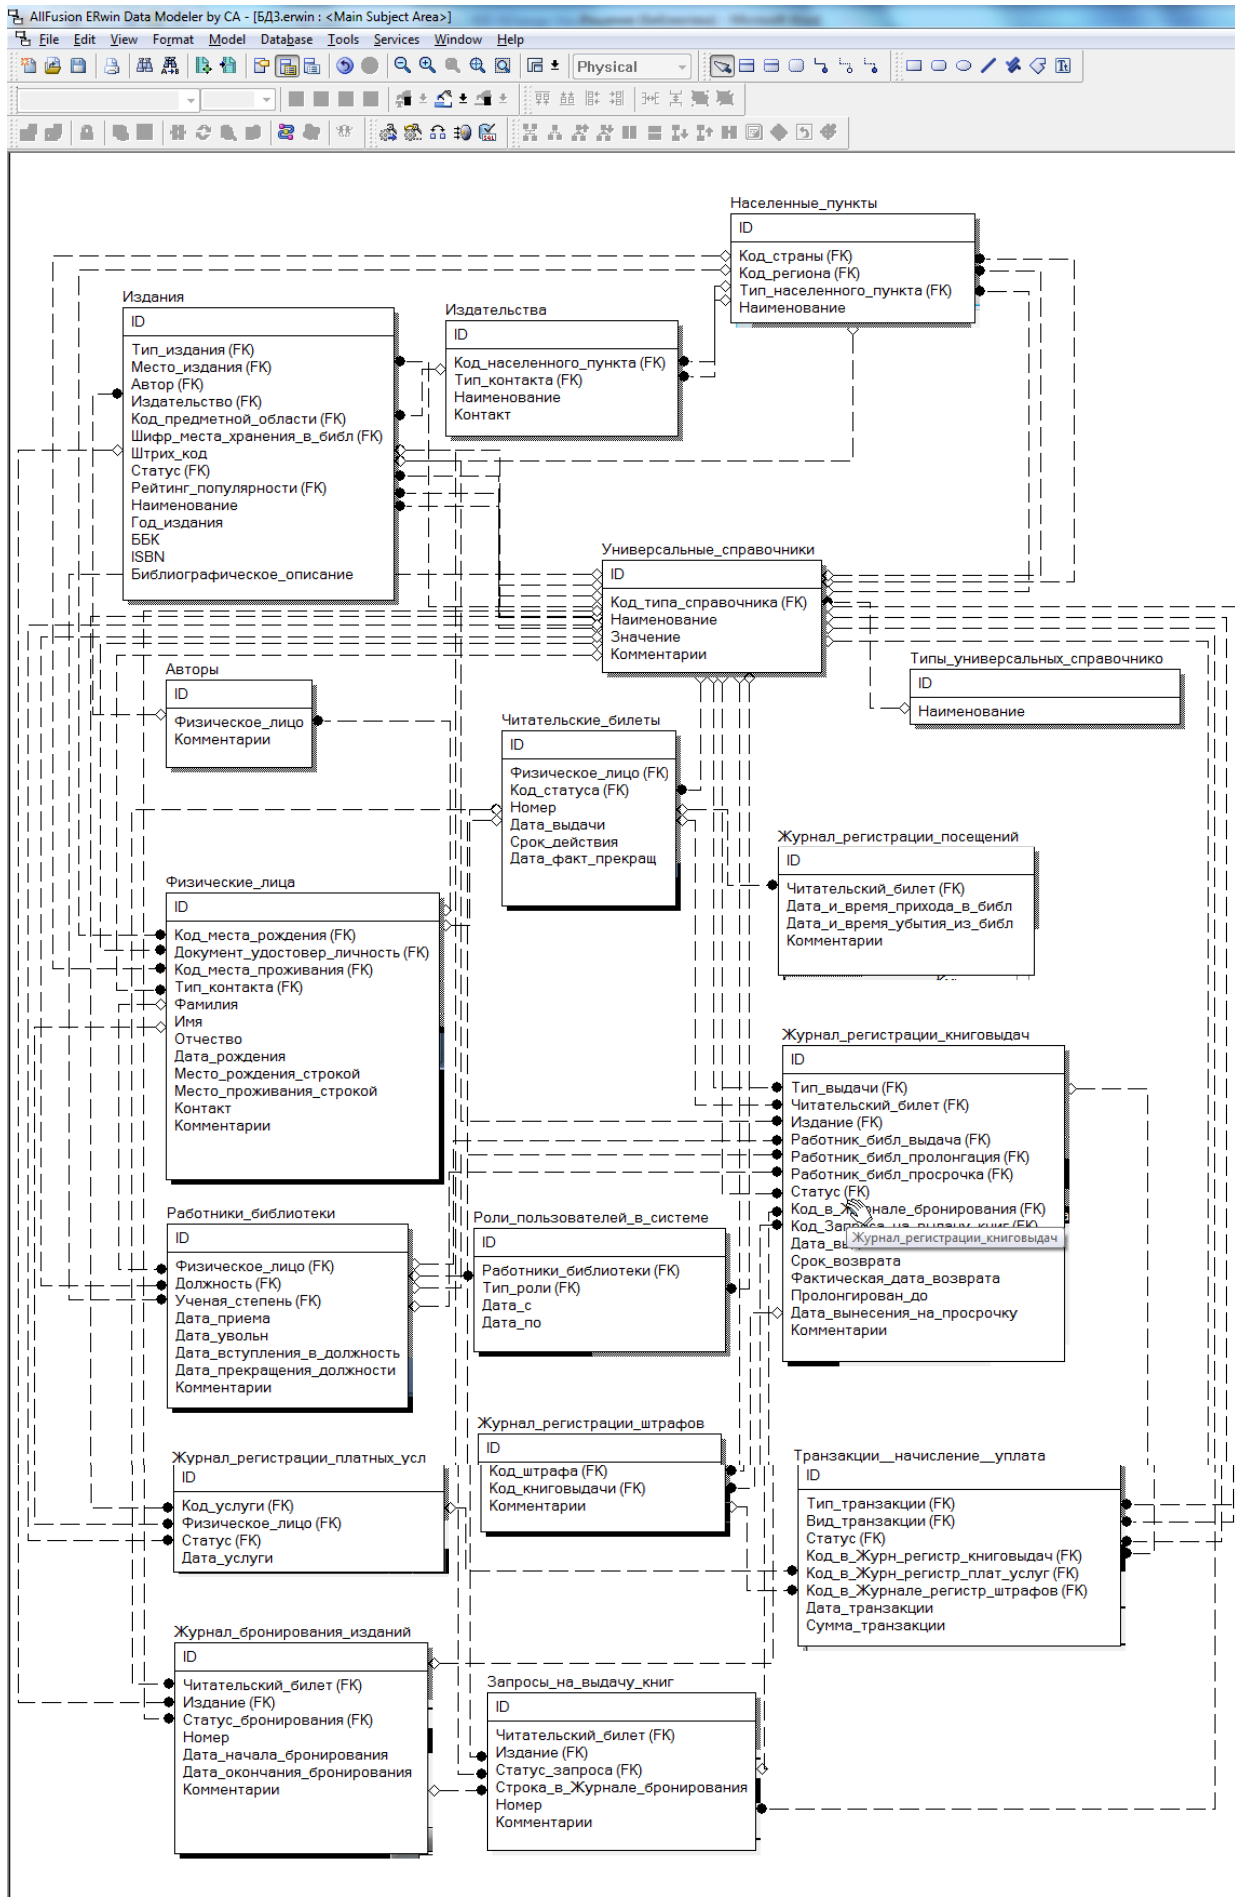 AllFusion ERwin Data Modeler by CA - [БД3.erwin : <Main Subject Area>]
File Edit View Format Model Database Tools Services Window Help
Physical
Населенные_пункты
ID
Код_страны (FK)
Код_региона (FK)
Тип_населенного_пункта (FK)
Наименование
Издания
ID
Тип_издания (FK)
Место_издания (FK)
Автор (FK)
Издательство (FK)
Код_предметной_области (FK)
Шифр_места_хранения_в_библ (FK)
Штрих_код
Статус (FK)
Рейтинг_популярности (FK)
Наименование
Год_издания
ББК
ISBN
Библиографическое_описание
Издательства
ID
Код_населенного_пункта (FK)
Тип_контакта (FK)
Наименование
Контакт
Универсальные_справочники
ID
Код_типа_справочника (FK)
Наименование
Значение
Комментарии
Типы_универсальных_справочнико
ID
Наименование
Авторы
ID
Физическое_лицо
Комментарии
Читательские_билеты
ID
Физическое_лицо (FK)
Код_статуса (FK)
Номер
Дата_выдачи
Срок_действия
Дата_факт_прекращ
Журнал_регистрации_посещений
ID
Читательский_билет (FK)
Дата_и_время_прихода_в_библ
Дата_и_время_убытия_из_библ
Комментарии
Физические_лица
ID
Код_места_рождения (FK)
Документ_удостовер_личность (FK)
Код_места_проживания (FK)
Тип_контакта (FK)
Фамилия
Имя
Отчество
Дата_рождения
Место_рождения_строкой
Место_проживания_строкой
Контакт
Комментарии
Журнал_регистрации_книговыдач
ID
Тип_выдачи (FK)
Читательский_билет (FK)
Издание (FK)
Работник_библ_выдача (FK)
Работник_библ_пролонгация (FK)
Работник_библ_просрочка (FK)
Статус (FK)
Код_в_Журнале_бронирования (FK)
Код_Запроса_на_выдачу_книг (FK)
Журнал_регистрации_книговыдач
Срок_возврата
Фактическая_дата_возврата
Пролонгирован_до
Дата_вынесения_на_просрочку
Комментарии
Работники_библиотеки
ID
Физическое_лицо (FK)
Должность (FK)
Ученая_степень (FK)
Дата_приема
Дата_увольн
Дата_вступления_в_должность
Дата_прекращения_должности
Комментарии
Роли_пользователей_в_системе
ID
Работники_библиотеки (FK)
Тип_роли (FK)
Дата_с
Дата_по
Журнал_регистрации_штрафов
ID
Код_штрафа (FK)
Код_книговыдачи (FK)
Комментарии
Журнал_регистрации_платных_усл
ID
Код_услуги (FK)
Физическое_лицо (FK)
Статус (FK)
Дата_услуги
Транзакции__начисление__уплата
ID
Тип_транзакции (FK)
Вид_транзакции (FK)
Статус (FK)
Код_в_Журн_регистр_книговыдач (FK)
Код_в_Журн_регистр_плат_услуг (FK)
Код_в_Журнале_регистр_штрафов (FK)
Дата_транзакции
Сумма_транзакции
Журнал_бронирования_изданий
ID
Читательский_билет (FK)
Издание (FK)
Статус_бронирования (FK)
Номер
Дата_начала_бронирования
Дата_окончания_бронирования
Комментарии
Запросы_на_выдачу_книг
ID
Читательский_билет (FK)
Издание (FK)
Статус_запроса (FK)
Строка_в_Журнале_бронирования
Номер
Комментарии